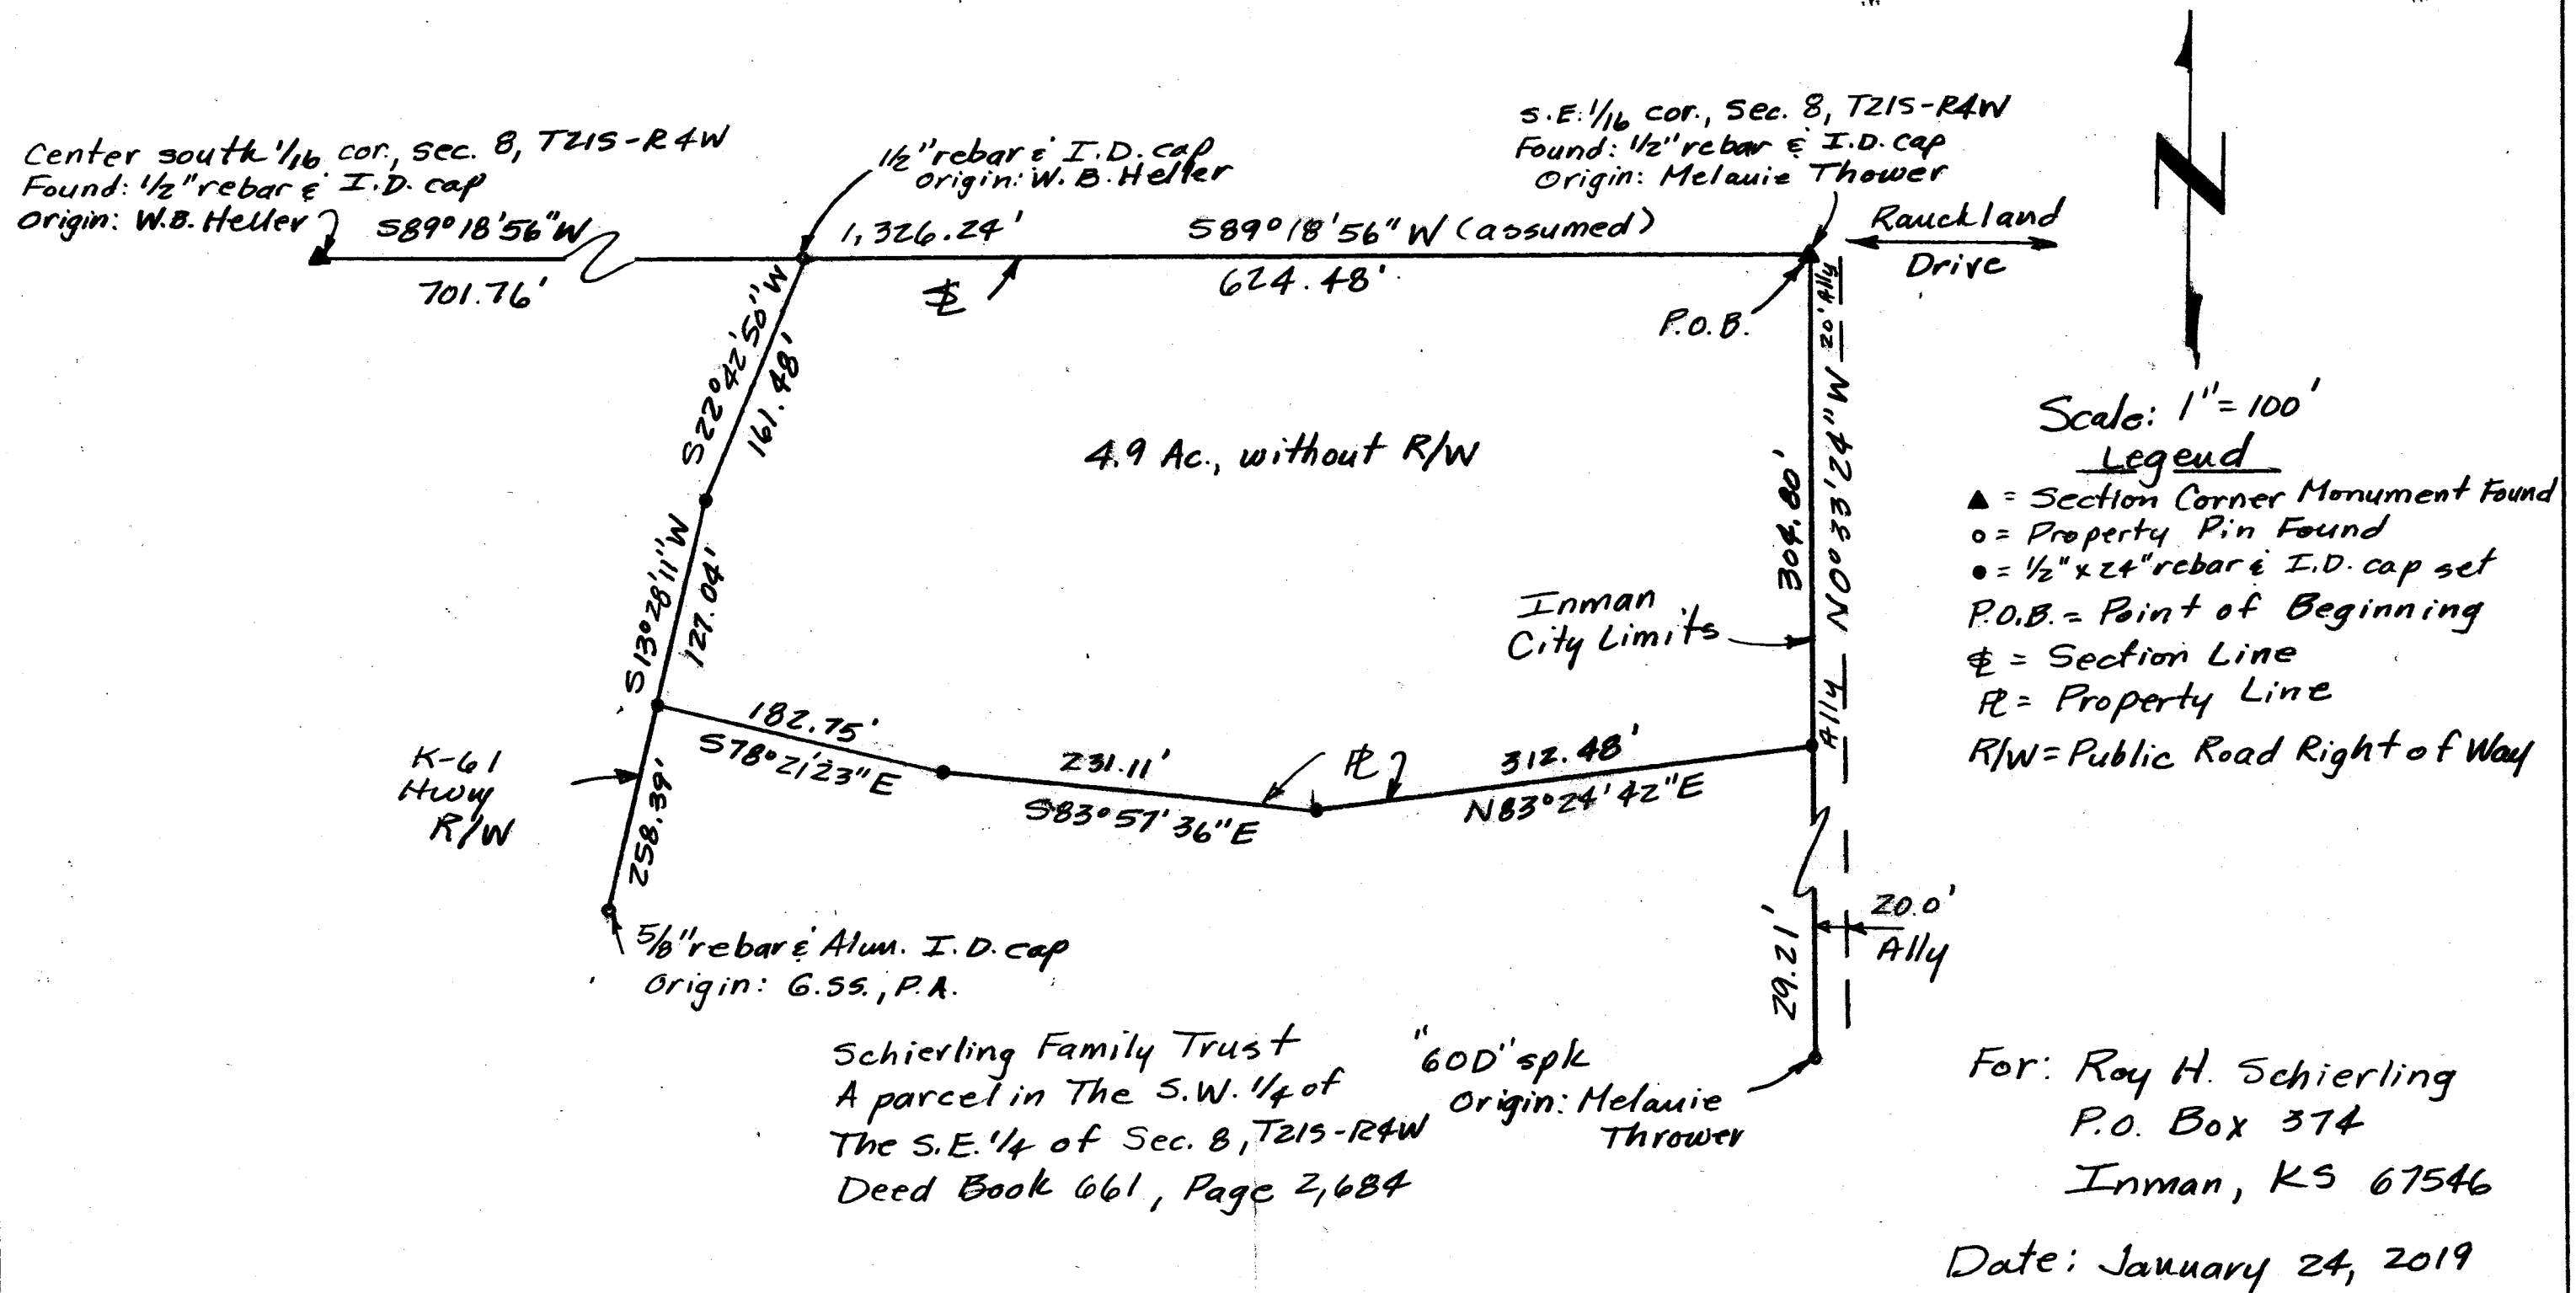 Center south 1/16 cor., sec. 8, T21S-R4W
Found: 1/2" rebar & I.D. cap
Origin: W.B. Heller
S89°18'56"W
701.76'
1/2" rebar & I.D. cap
Origin: W.B. Heller
1,326.24'
S89°18'56"W (assumed)
624.48'
S.E. 1/16 cor., Sec. 8, T21S-R4W
Found: 1/2" rebar & I.D. cap
Origin: Melanie Thower
Rauckland
Drive
P.O.B.
20' Ally
N
S22°42'50"W
161.48'
4.9 Ac., without R/W
304.80'
N0°33'24"W
Scale: 1"=100'
Legend
▲ = Section Corner Monument Found
o = Property Pin Found
● = 1/2" x 24" rebar & I.D. cap set
P.O.B. = Point of Beginning
= Section Line
PL = Property Line
R/W = Public Road Right of Way
S13°28'11"W
127.04'
Inman
City Limits
Ally
182.75'
S78°21'23"E
231.11'
S83°57'36"E
PL
312.48'
N83°24'42"E
K-61
Hwy
R/W
258.39'
5/8" rebar & Alum. I.D. cap
Origin: G.SS., P.A.
29.21'
20.0'
Ally
Schierling Family Trust
A parcel in The S.W. 1/4 of
The S.E. 1/4 of Sec. 8, T21S-R4W
Deed Book 661, Page 2,684
"60D" spk
Origin: Melanie
Thrower
For: Roy H. Schierling
P.O. Box 374
Inman, KS 67546
Date: January 24, 2019